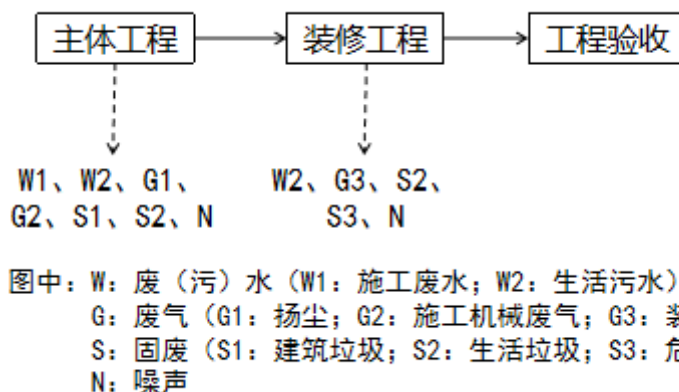 主体工程 装修工程 工程验收
W1、W2、G1、 W2、G3、S2、
G2、S1、S2、N S3、N
图中：W：废（污）水（W1：施工废水；W2：生活污水）
G：废气（G1：扬尘；G2：施工机械废气；G3：装
S：固废（S1：建筑垃圾；S2：生活垃圾；S3：危
N：噪声